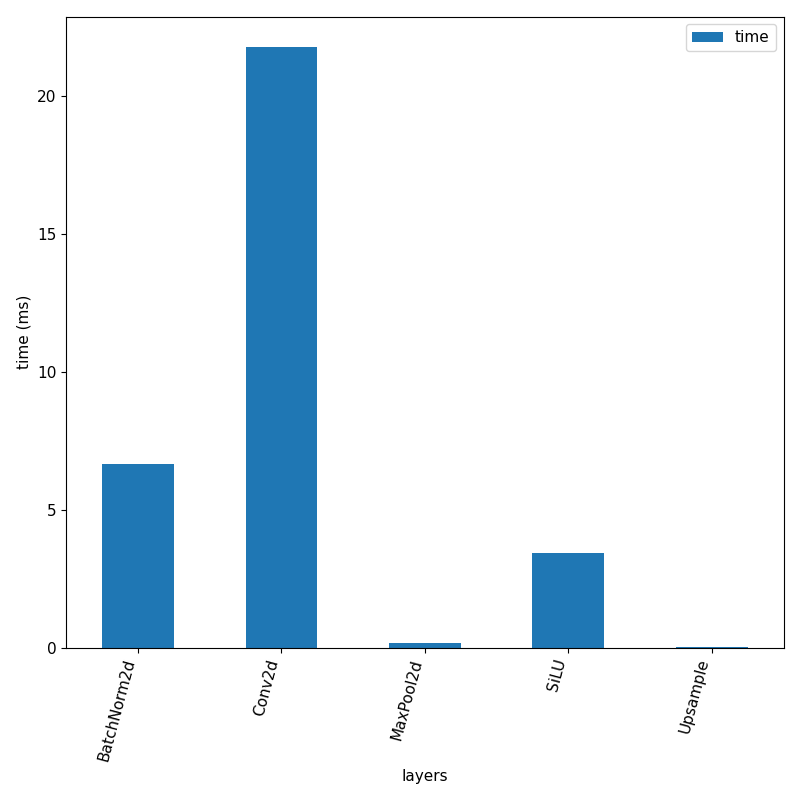 time
20
15
10
5
0
time (ms)
BatchNorm2d
Conv2d
MaxPool2d
SiLU
Upsample
layers